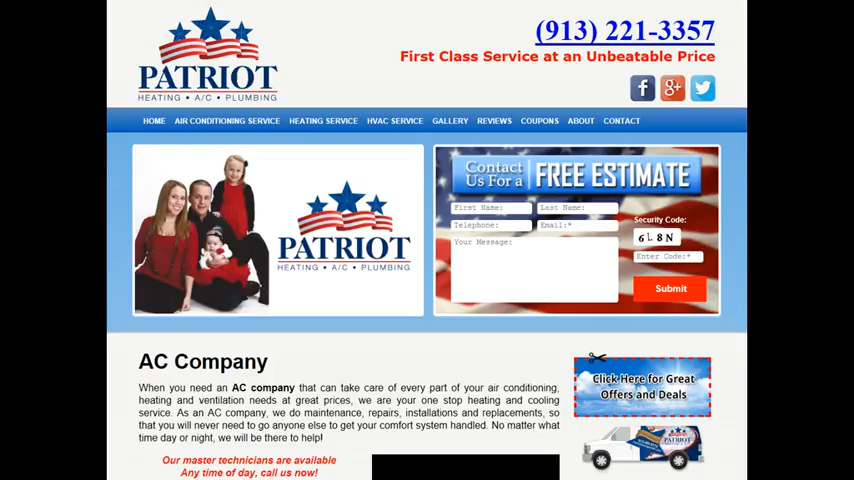 PATRIOT
HEATING • A/C • PLUMBING
(913) 221-3357
First Class Service at an Unbeatable Price
HOME AIR CONDITIONING SERVICE HEATING SERVICE HVAC SERVICE GALLERY REVIEWS COUPONS ABOUT CONTACT
PATRIOT
HEATING • A/C • PLUMBING
Contact
Us For a FREE ESTIMATE
First Name: Last Name:
Telephone: Email:*
Your Message:
Security Code:
6L8N
Enter Code:*
Submit
AC Company
When you need an AC company that can take care of every part of your air conditioning,
heating and ventilation needs at great prices, we are your one stop heating and cooling
service. As an AC company, we do maintenance, repairs, installations and replacements, so
that you will never need to go anyone else to get your comfort system handled. No matter what
time day or night, we will be there to help!
Our master technicians are available
Any time of day, call us now!
Click Here for Great
Offers and Deals
PATRIOT